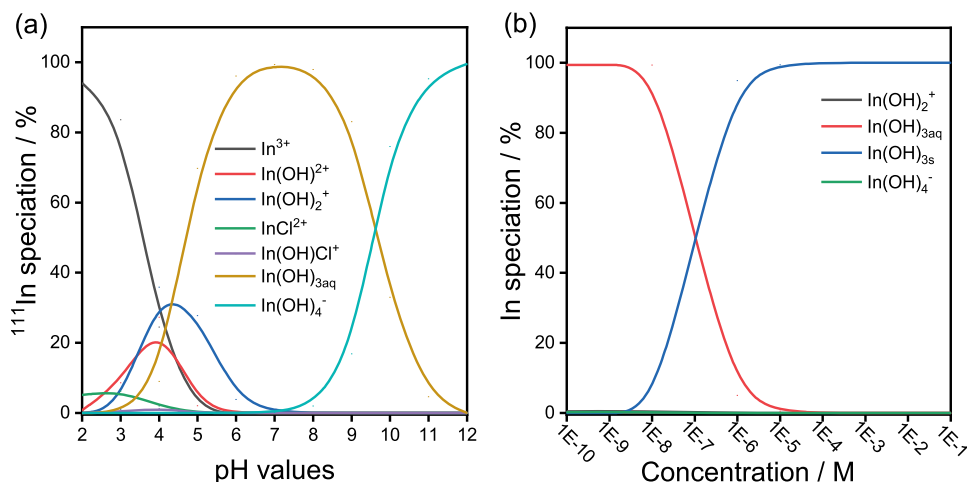 (a)
¹¹¹In speciation / %
100
80
60
40
20
0
In³⁺
In(OH)²⁺
In(OH)₂⁺
InCl²⁺
In(OH)Cl⁺
In(OH)₃aq
In(OH)₄⁻
2 3 4 5 6 7 8 9 10 11 12
pH values
(b)
In speciation / %
100
80
60
40
20
0
In(OH)₂⁺
In(OH)₃aq
In(OH)₃s
In(OH)₄⁻
1E-10 1E-9 1E-8 1E-7 1E-6 1E-5 1E-4 1E-3 1E-2 1E-1
Concentration / M